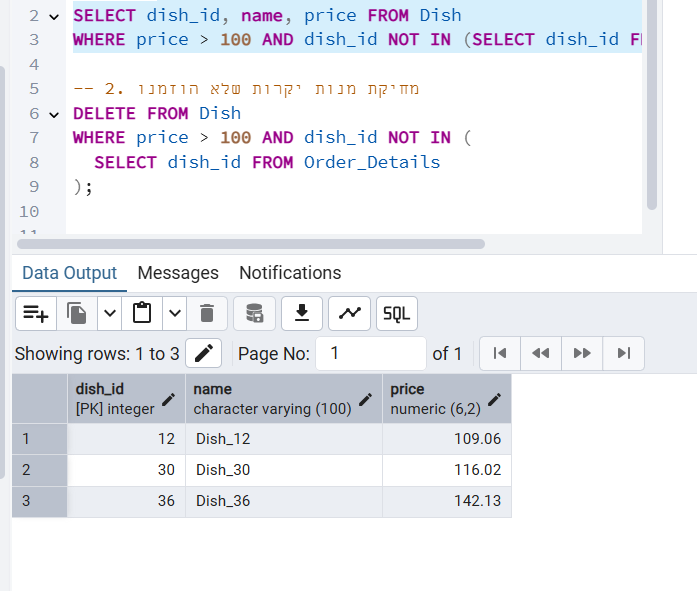 2 SELECT dish_id, name, price FROM Dish
3 WHERE price > 100 AND dish_id NOT IN (SELECT dish_id
4
5 -- 2. מחיקת מנות יקרות שלא הוזמנו
6 DELETE FROM Dish
7 WHERE price > 100 AND dish_id NOT IN (
8 SELECT dish_id FROM Order_Details
9 );
10
11
Data Output Messages Notifications
SQL
Showing rows: 1 to 3 Page No: 1 of 1
dish_id name price
[PK] integer character varying (100) numeric (6,2)
1 12 Dish_12 109.06
2 30 Dish_30 116.02
3 36 Dish_36 142.13